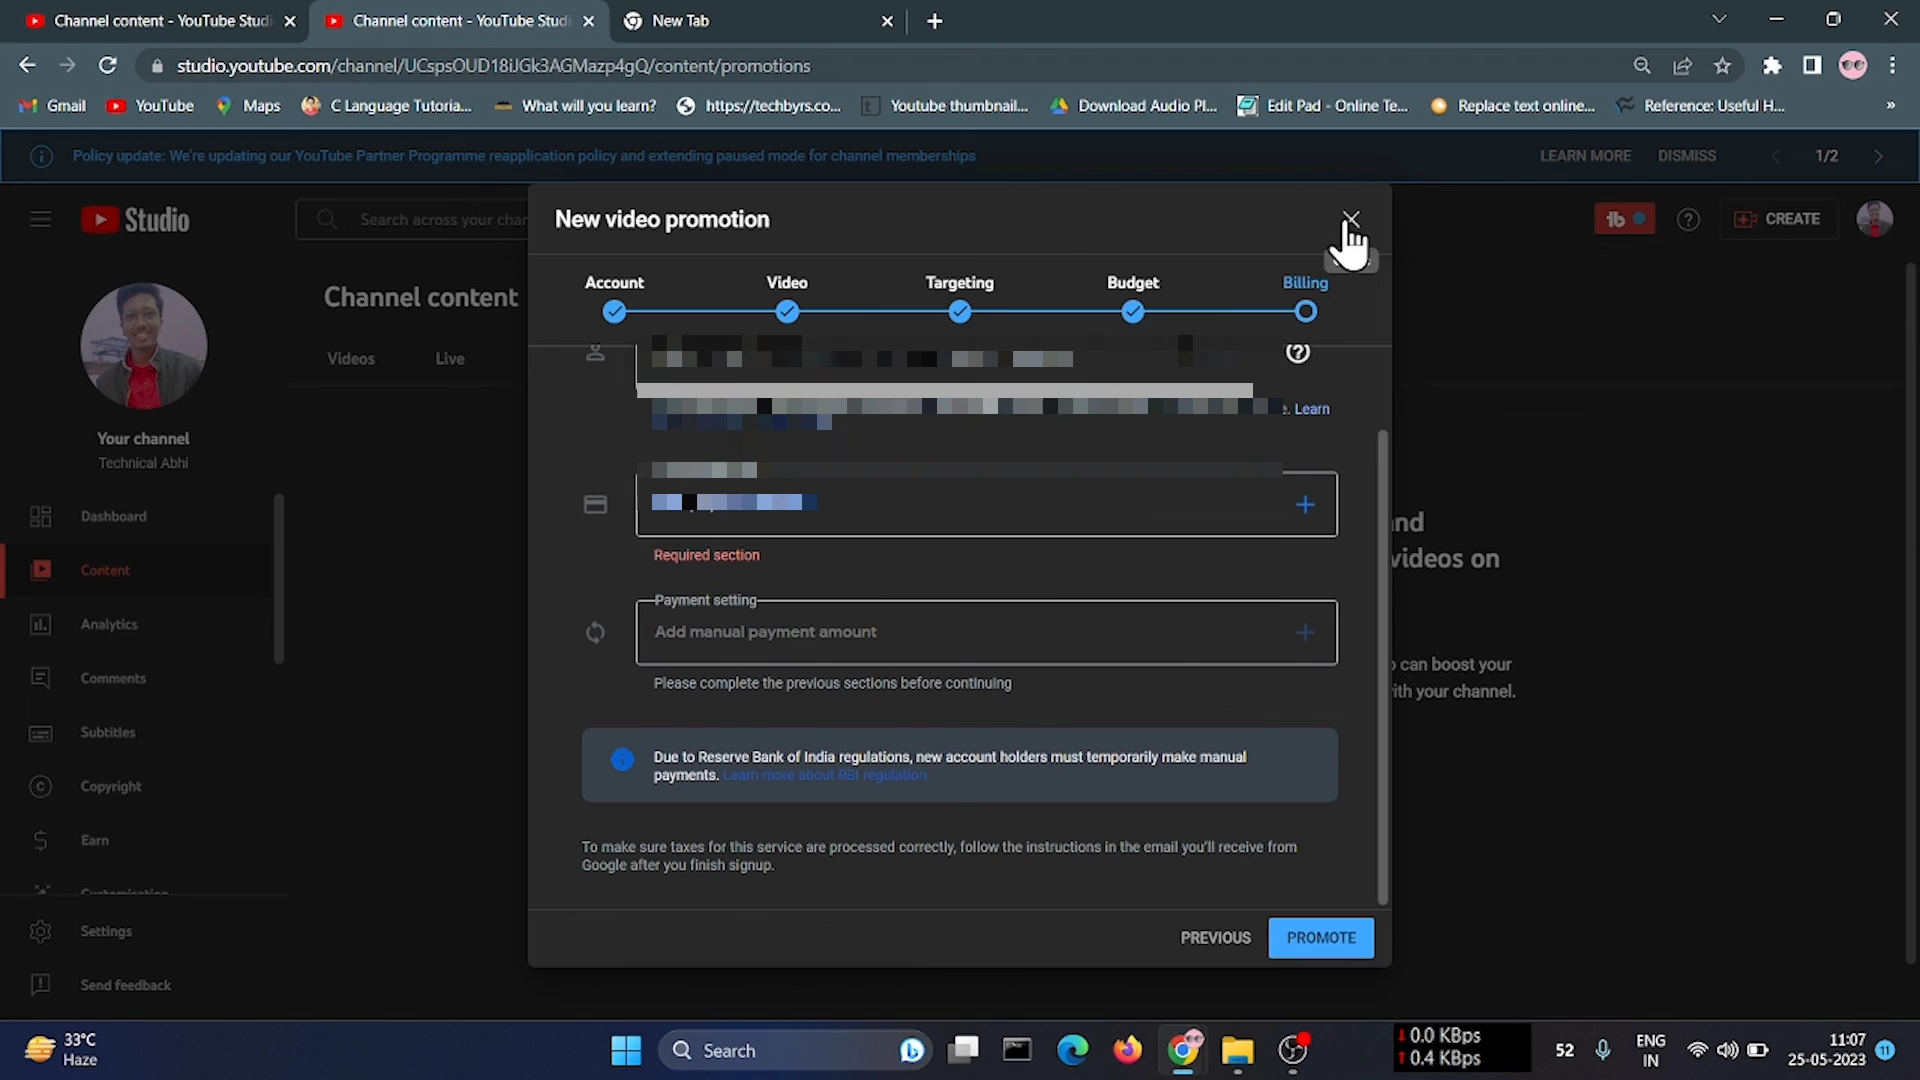 Channel content - YouTube Studi
Channel content - YouTube Studi
New Tab
studio.youtube.com/channel/UCspsOUD18iJGk3AGMazp4gQ/content/promotions
Gmail
YouTube
Maps
C Language Tutoria...
What will you learn?
https://techbyrs.co...
Youtube thumbnail...
Download Audio Pl...
Edit Pad - Online Te...
Replace text online...
Reference: Useful H...
»
Policy update: We're updating our YouTube Partner Programme reapplication policy and extending paused mode for channel memberships
LEARN MORE
DISMISS
1/2
Studio
Search across your chan
CREATE
New video promotion
Account
Video
Targeting
Budget
Billing
Channel content
Videos
Live
. Learn
Your channel
Technical Abhi
Dashboard
Content
Analytics
Comments
Subtitles
Copyright
Earn
Customisation
Settings
Send feedback
Required section
Payment setting
Add manual payment amount
Please complete the previous sections before continuing
Due to Reserve Bank of India regulations, new account holders must temporarily make manual
payments. Learn more about RBI regulation
To make sure taxes for this service are processed correctly, follow the instructions in the email you'll receive from
Google after you finish signup.
PREVIOUS
PROMOTE
nd
videos on
can boost your
ith your channel.
33°C
Haze
Search
0.0 KBps
0.4 KBps
52
ENG
IN
11:07
25-05-2023
11